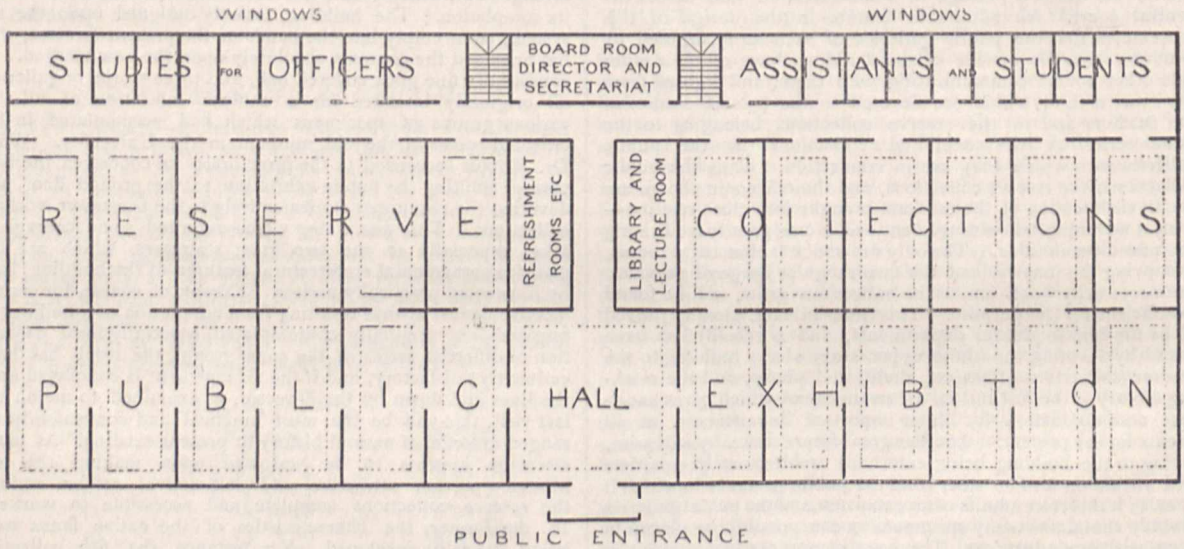 WINDOWS WINDOWS
STUDIES FOR OFFICERS
BOARD ROOM
DIRECTOR AND
SECRETARIAT
ASSISTANTS AND STUDENTS
RESERVE
REFRESHMENT
ROOMS ETC.
LIBRARY AND
LECTURE ROOM
COLLECTIONS
PUBLIC HALL EXHIBITION
PUBLIC ENTRANCE